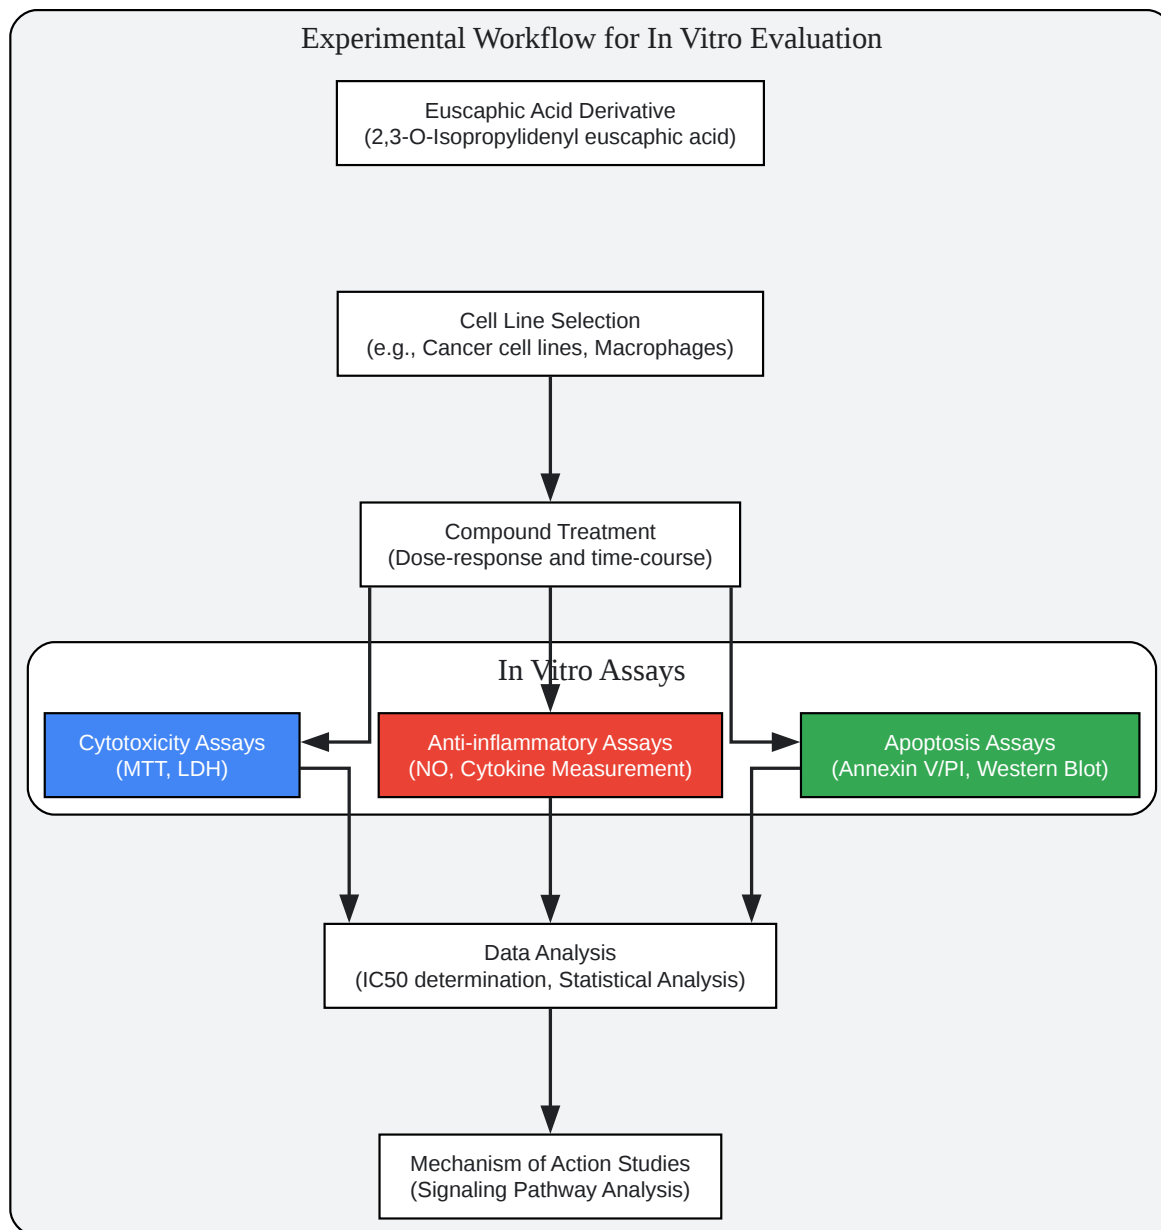 Experimental Workflow for In Vitro Evaluation
Euscaphic Acid Derivative
(2,3-O-Isopropylidenyl euscaphic acid)
Cell Line Selection
(e.g., Cancer cell lines, Macrophages)
Compound Treatment
(Dose-response and time-course)
In Vitro Assays
Cytotoxicity Assays
(MTT, LDH)
Anti-inflammatory Assays
(NO, Cytokine Measurement)
Apoptosis Assays
(Annexin V/PI, Western Blot)
Data Analysis
(IC50 determination, Statistical Analysis)
Mechanism of Action Studies
(Signaling Pathway Analysis)